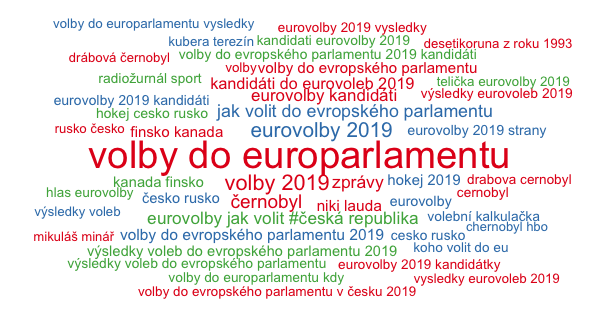 volby do europarlamentu vysledky
eurovolby 2019 vysledky
kubera terezín
kandidati eurovolby 2019
desetikoruna z roku 1993
drábová černobyl
volby do evropského parlamentu 2019 kandidáti
volby
volby do evropského parlamentu
radiožurnál sport
kandidáti do eurovoleb 2019
telička eurovolby 2019
eurovolby 2019 kandidáti
eurovolby kandidáti
výsledky eurovoleb 2019
hokej cesko rusko
jak volit do evropského parlamentu
rusko česko
finsko kanada
eurovolby 2019
eurovolby 2019 strany
volby do europarlamentu
kanada finsko
volby 2019
zprávy
hokej 2019
drabova cernobyl
hlas eurovolby
česko rusko
černobyl
niki lauda
eurovolby
cernobyl
výsledky voleb
eurovolby jak volit #česká republika
volební kalkulačka
chernobyl hbo
mikuláš minář
volby do evropského parlamentu 2019
cesko rusko
výsledky voleb do evropského parlamentu 2019
koho volit do eu
výsledky voleb do evropského parlamentu
eurovolby 2019 kandidátky
volby do europarlamentu kdy
vysledky eurovoleb 2019
volby do evropského parlamentu v česku 2019